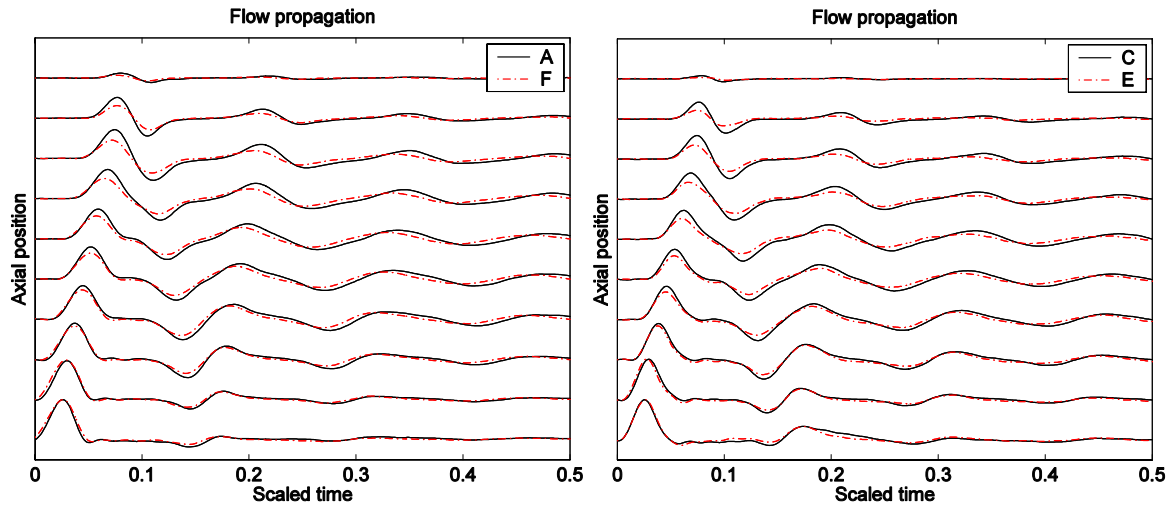 Flow propagation
A
F
Axial position
0 0.1 0.2 0.3 0.4 0.5
Scaled time
Flow propagation
C
E
Axial position
0 0.1 0.2 0.3 0.4 0.5
Scaled time